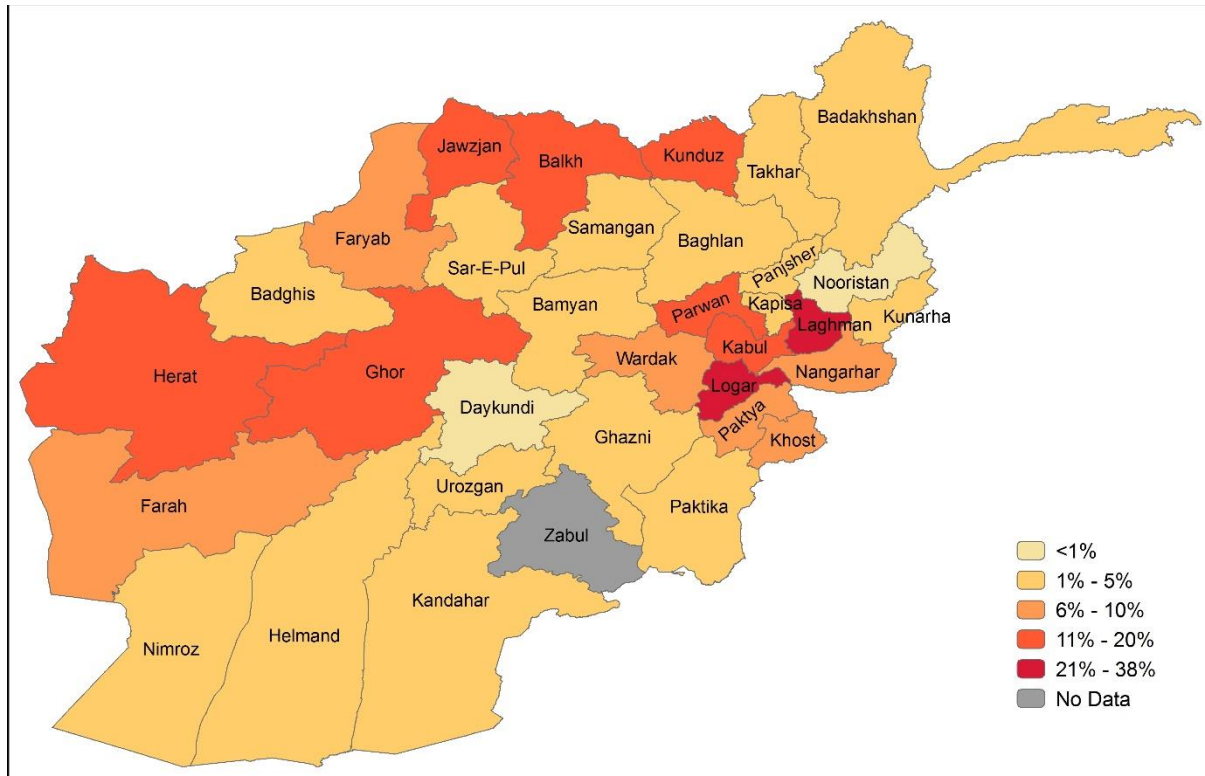 Badakhshan
Jawzjan
Balkh
Kunduz
Takhar
Samangan
Faryab
Baghlan
Sar-E-Pul
Panjsher
Nooristan
Badghis
Bamyan
Kapisa
Kunarha
Parwan
Laghman
Kabul
Wardak
Herat
Ghor
Nangarhar
Logar
Daykundi
Paktya
Ghazni
Khost
Urozgan
Farah
Paktika
Zabul
Kandahar
Helmand
Nimroz
<1%
1% - 5%
6% - 10%
11% - 20%
21% - 38%
No Data